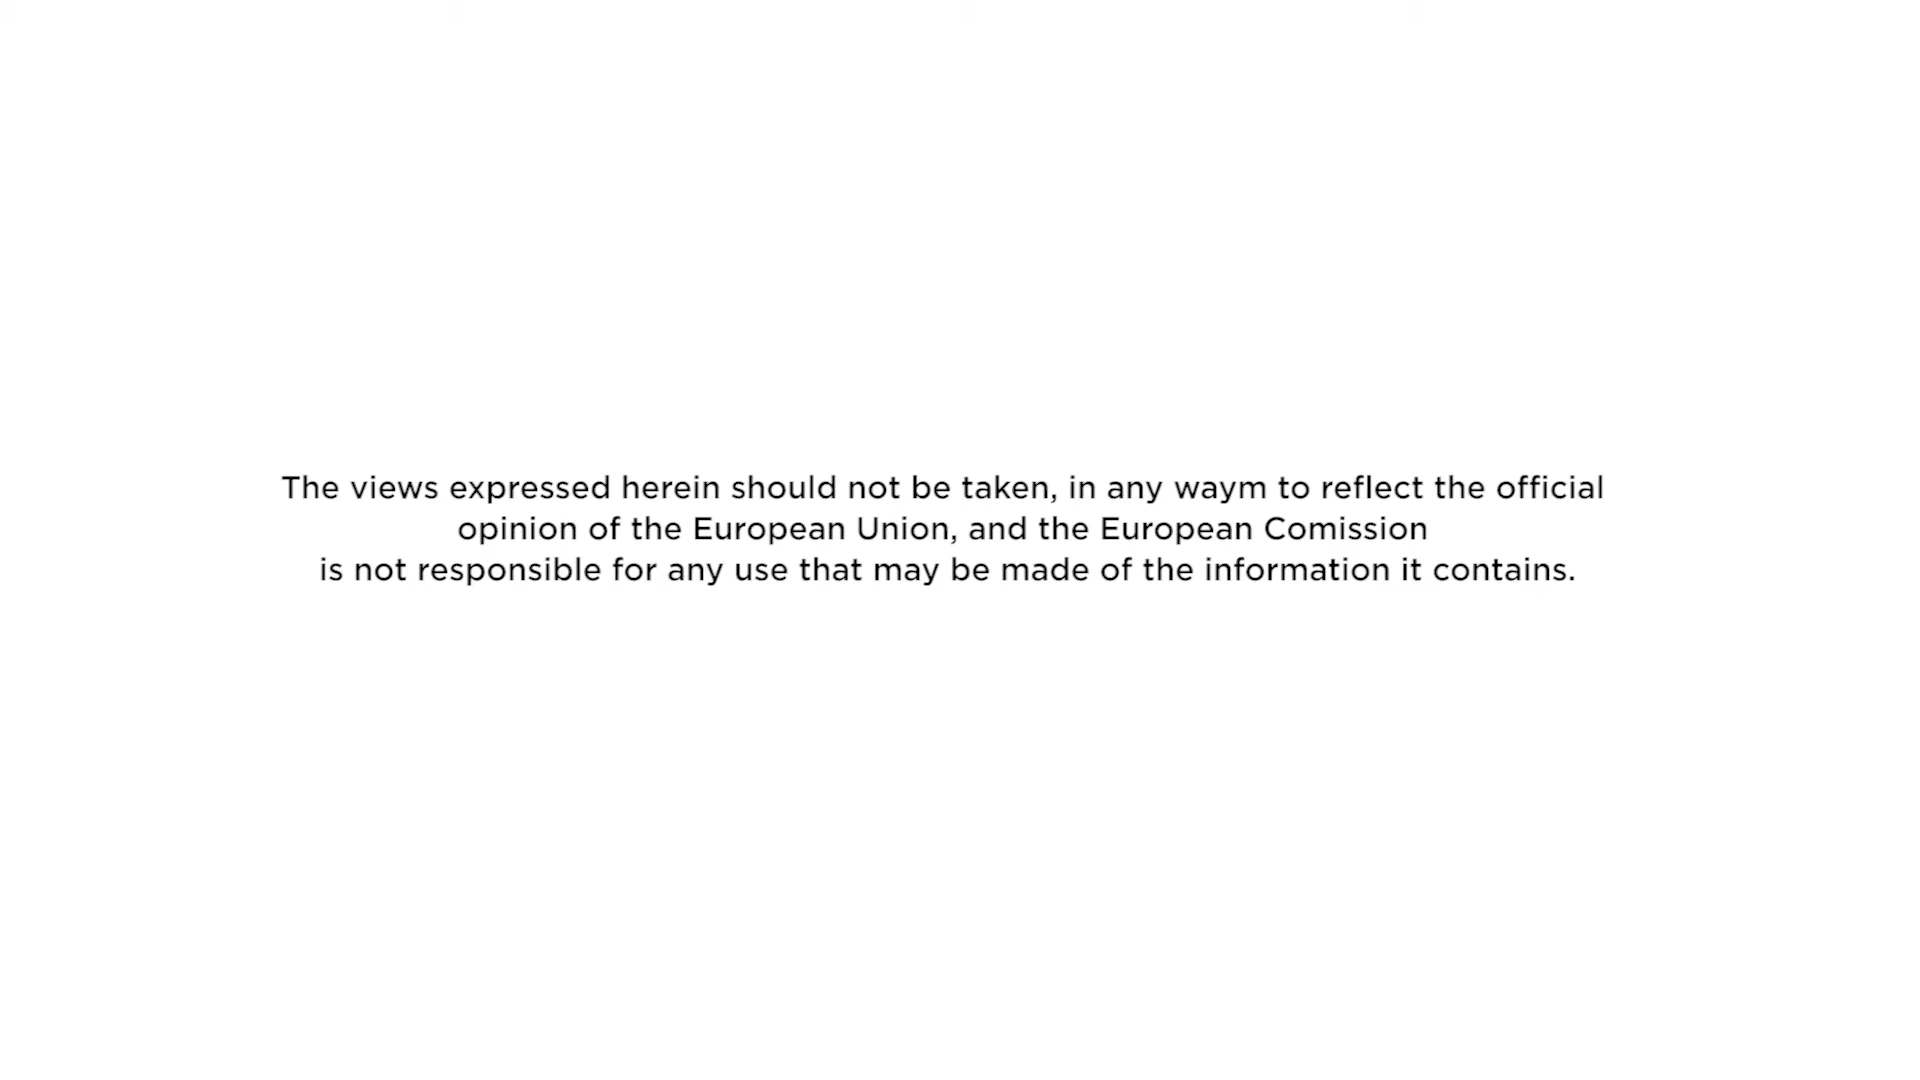 The views expressed herein should not be taken, in any waym to reflect the official
opinion of the European Union, and the European Comission
is not responsible for any use that may be made of the information it contains.